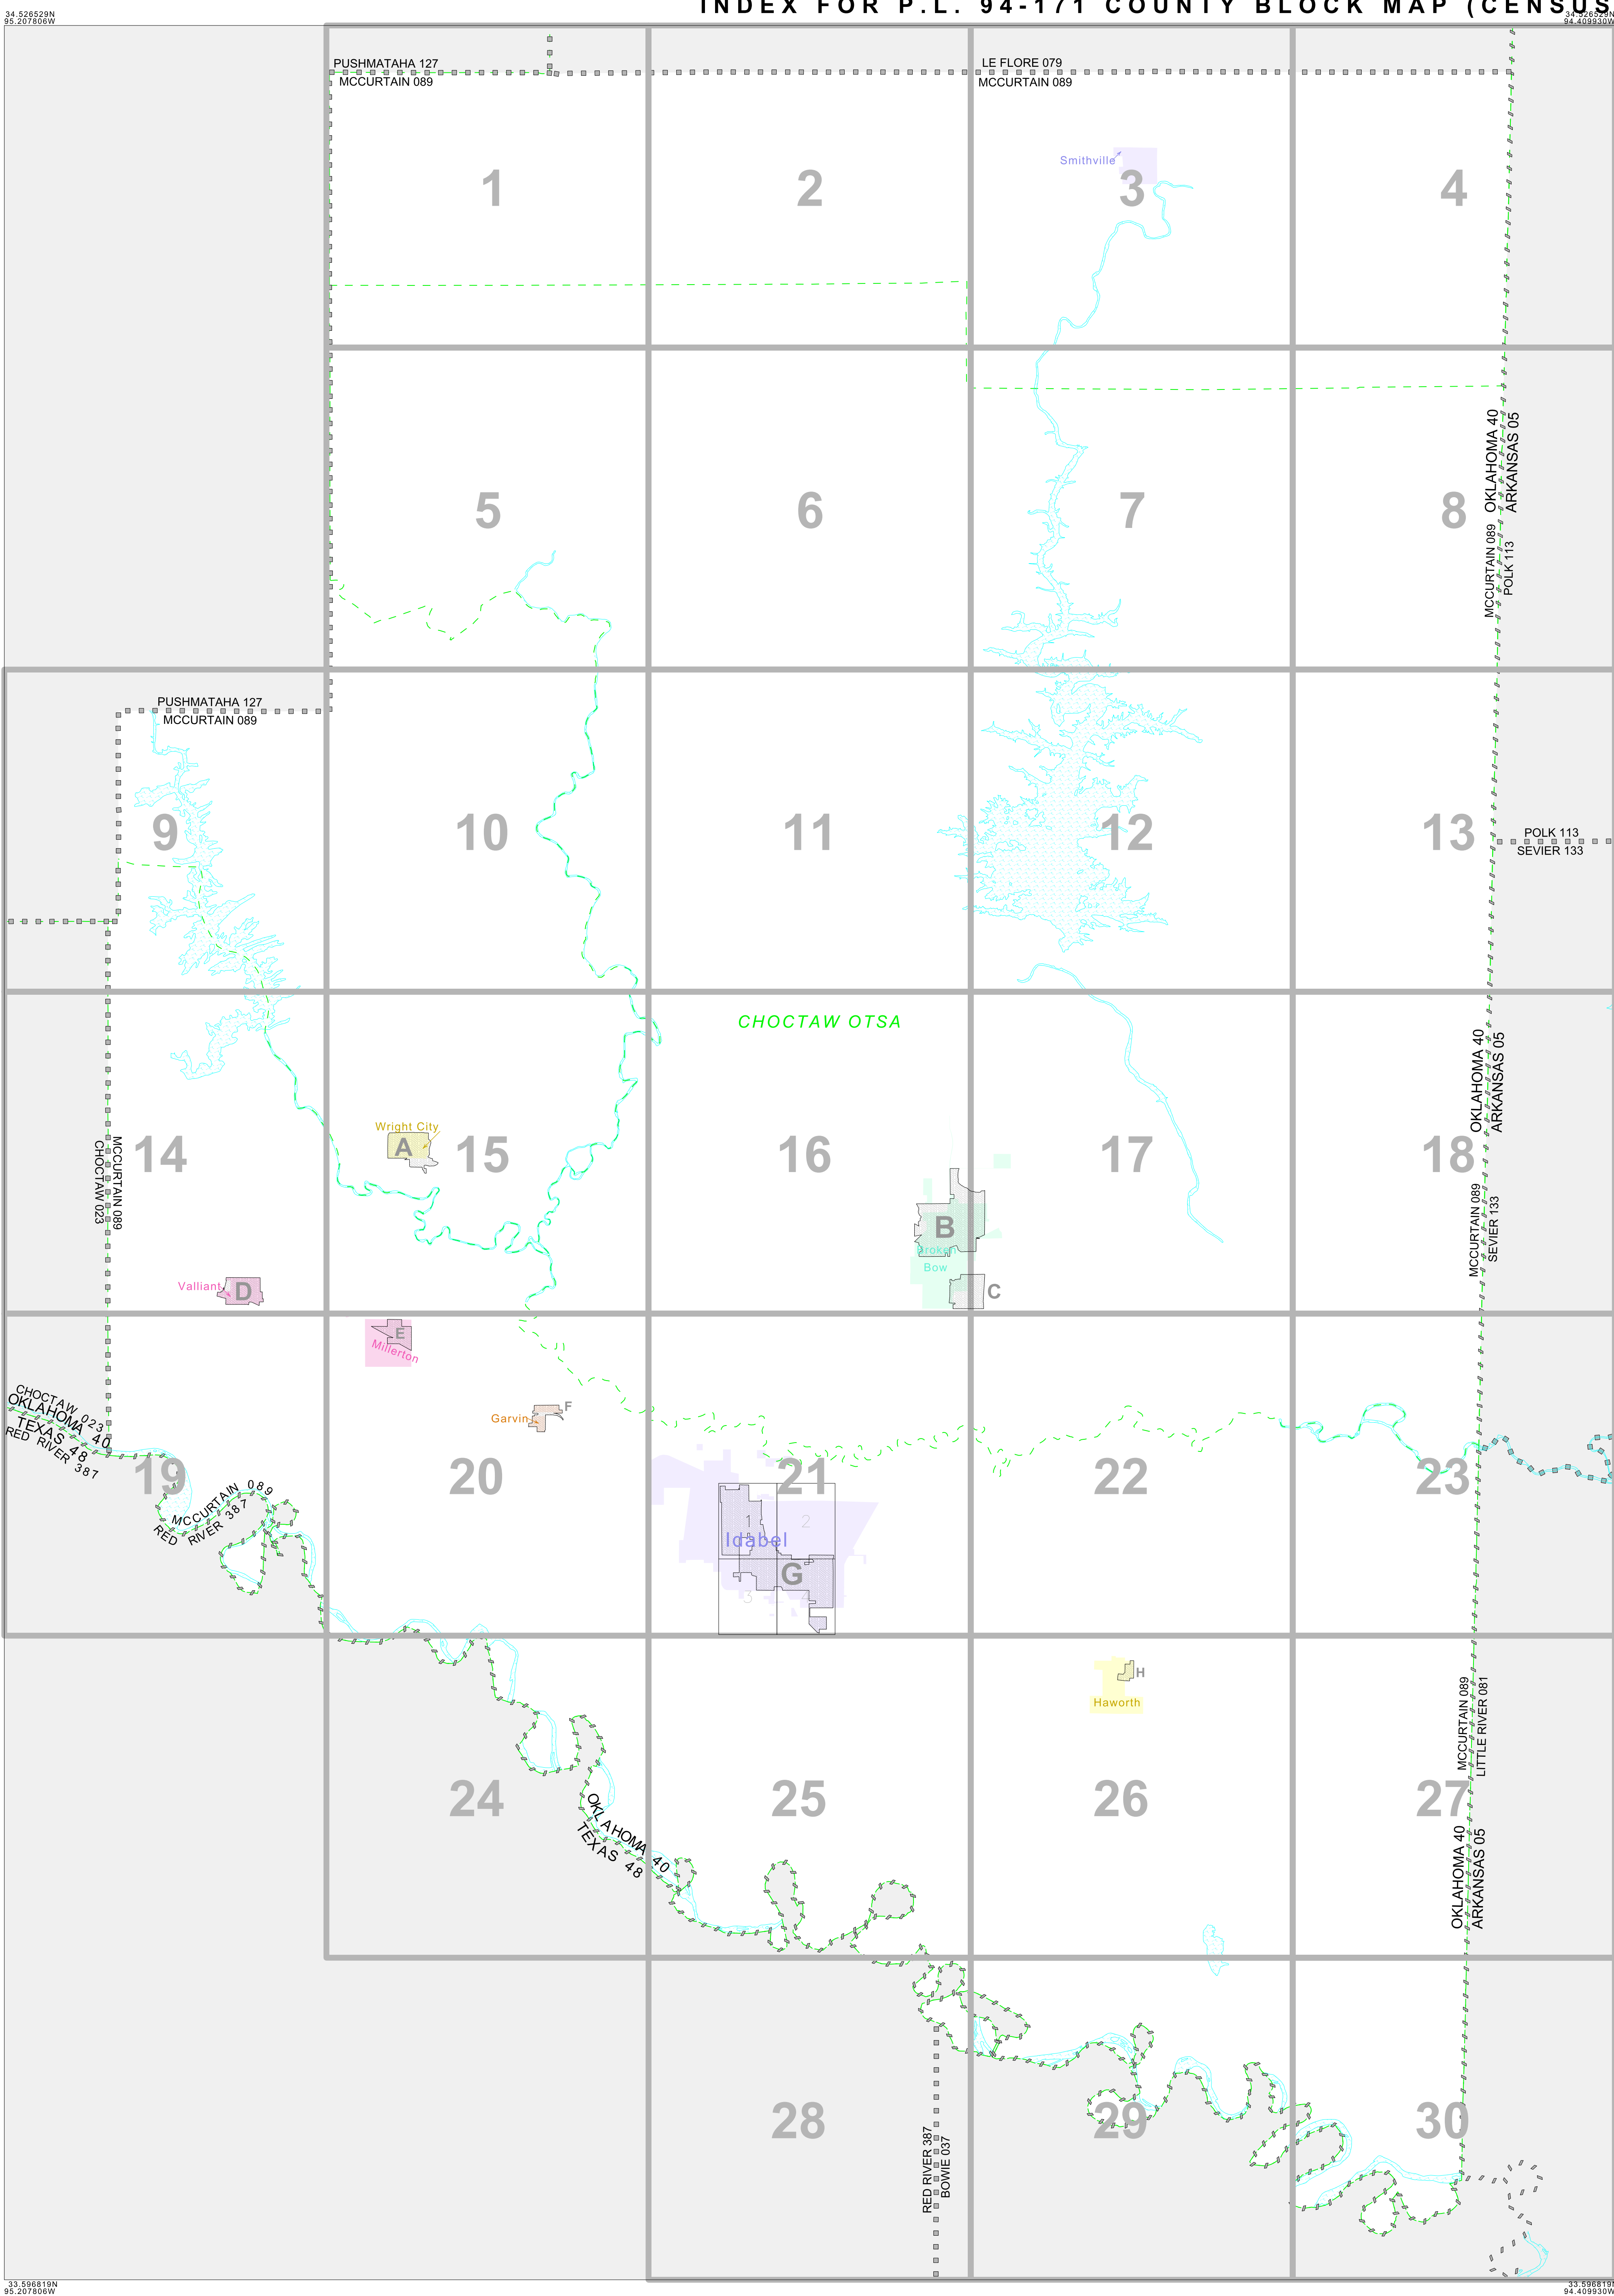 INDEX FOR P.L. 94-171 COUNTY BLOCK MAP (CENSUS
34.526529N
95.207806W
34.526529N
94.409930W
PUSHMATAHA 127
MCCURTAIN 089
LE FLORE 079
MCCURTAIN 089
Smithville
1
2
3
4
OKLAHOMA 40
ARKANSAS 05
MCCURTAIN 089
POLK 113
5
6
7
8
PUSHMATAHA 127
MCCURTAIN 089
9
10
11
12
13
POLK 113
SEVIER 133
CHOCTAW OTSA
OKLAHOMA 40
ARKANSAS 05
Wright City
A
MCCURTAIN 089
CHOCTAW 023
14
15
16
17
18
MCCURTAIN 089
SEVIER 133
B
Broken
Bow
C
Valliant
D
E
Millerton
Garvin
F
CHOCTAW 023
OKLAHOMA 40
TEXAS 48
RED RIVER 387
19
20
21
22
23
MCCURTAIN 089
RED RIVER 387
1
2
Idabel
G
3
4
H
Haworth
MCCURTAIN 089
LITTLE RIVER 081
24
25
26
27
OKLAHOMA 40
TEXAS 48
OKLAHOMA 40
ARKANSAS 05
28
29
30
RED RIVER 387
BOWIE 037
33.596819N
95.207806W
33.596819N
94.409930W